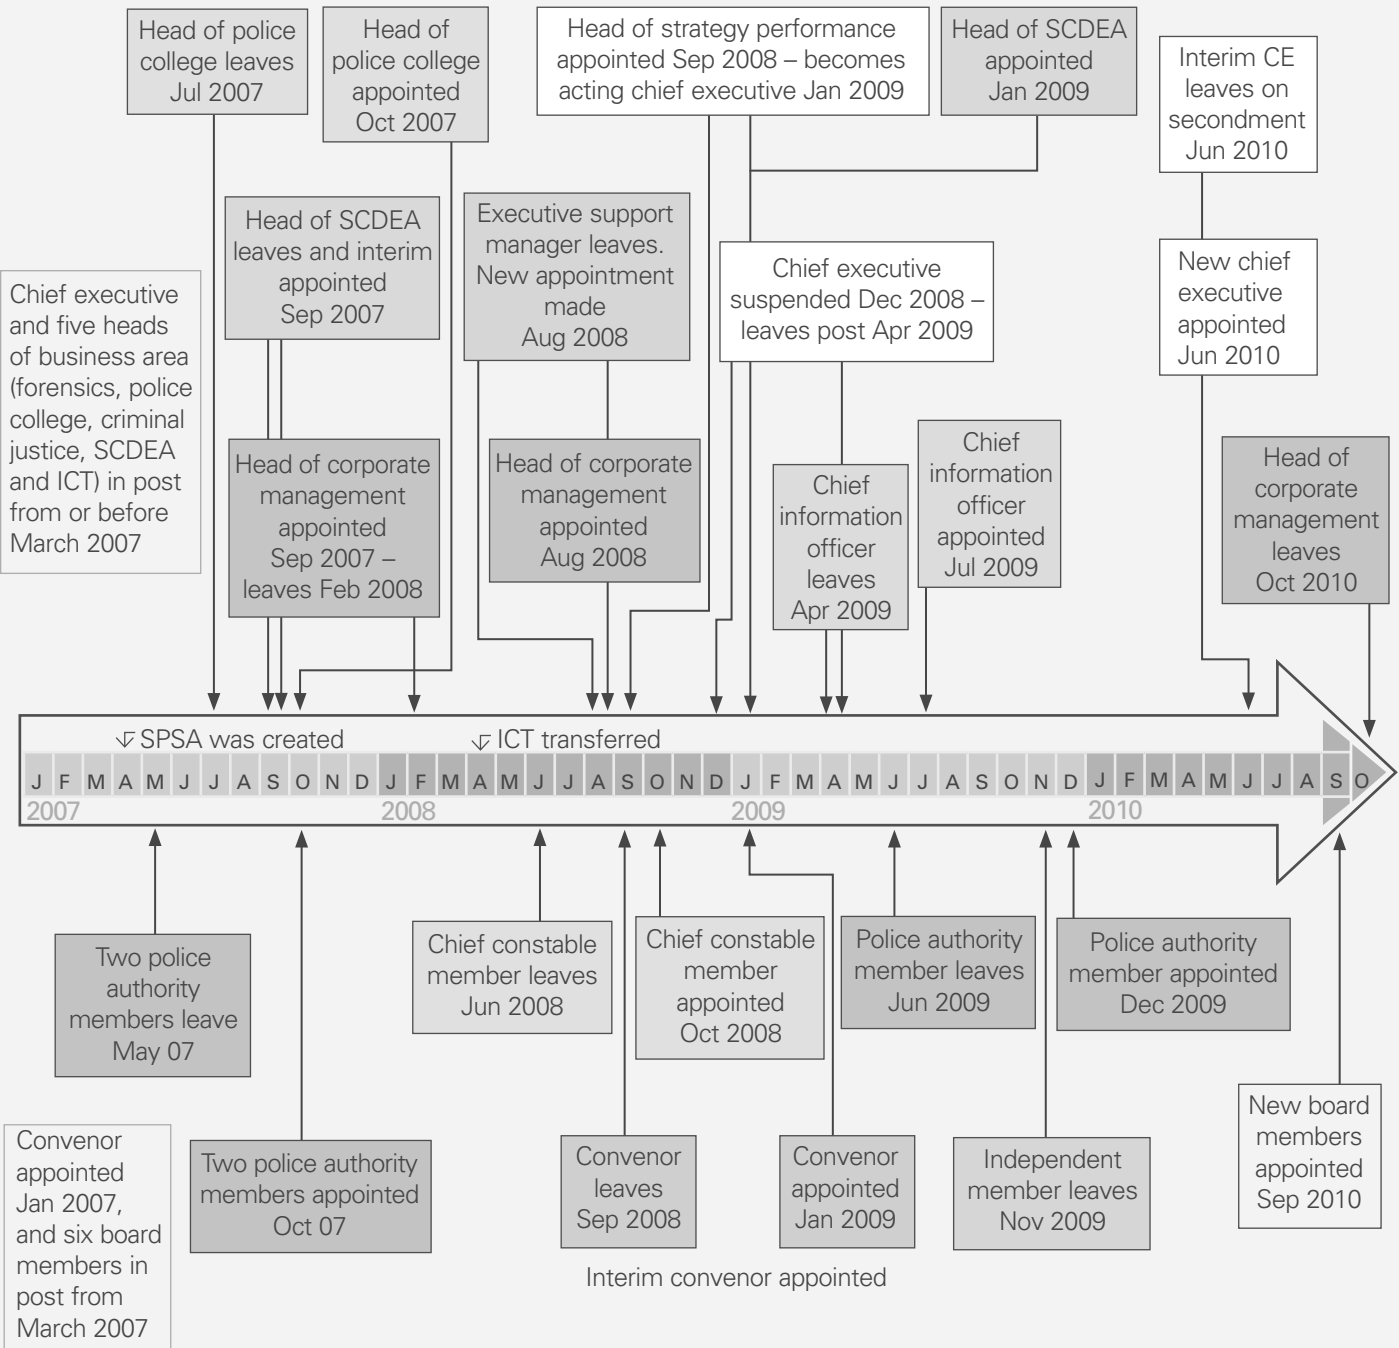 Head of police
college leaves
Jul 2007
Head of
police college
appointed
Oct 2007
Head of strategy performance
appointed Sep 2008 – becomes
acting chief executive Jan 2009
Head of SCDEA
appointed
Jan 2009
Interim CE
leaves on
secondment
Jun 2010
Head of SCDEA
leaves and interim
appointed
Sep 2007
Executive support
manager leaves.
New appointment
made
Aug 2008
Chief executive
suspended Dec 2008 –
leaves post Apr 2009
New chief
executive
appointed
Jun 2010
Chief executive
and five heads
of business area
(forensics, police
college, criminal
justice, SCDEA
and ICT) in post
from or before
March 2007
Head of corporate
management
appointed
Sep 2007 –
leaves Feb 2008
Head of corporate
management
appointed
Aug 2008
Chief
information
officer
leaves
Apr 2009
Chief
information
officer
appointed
Jul 2009
Head of
corporate
management
leaves
Oct 2010
SPSA was created
ICT transferred
J F M A M J J A S O N D J F M A M J J A S O N D J F M A M J J A S O N D J F M A M J J A S O
2007 2008 2009 2010
Two police
authority
members leave
May 07
Chief constable
member leaves
Jun 2008
Chief constable
member
appointed
Oct 2008
Police authority
member leaves
Jun 2009
Police authority
member appointed
Dec 2009
New board
members
appointed
Sep 2010
Convenor
appointed
Jan 2007,
and six board
members in
post from
March 2007
Two police authority
members appointed
Oct 07
Convenor
leaves
Sep 2008
Convenor
appointed
Jan 2009
Independent
member leaves
Nov 2009
Interim convenor appointed